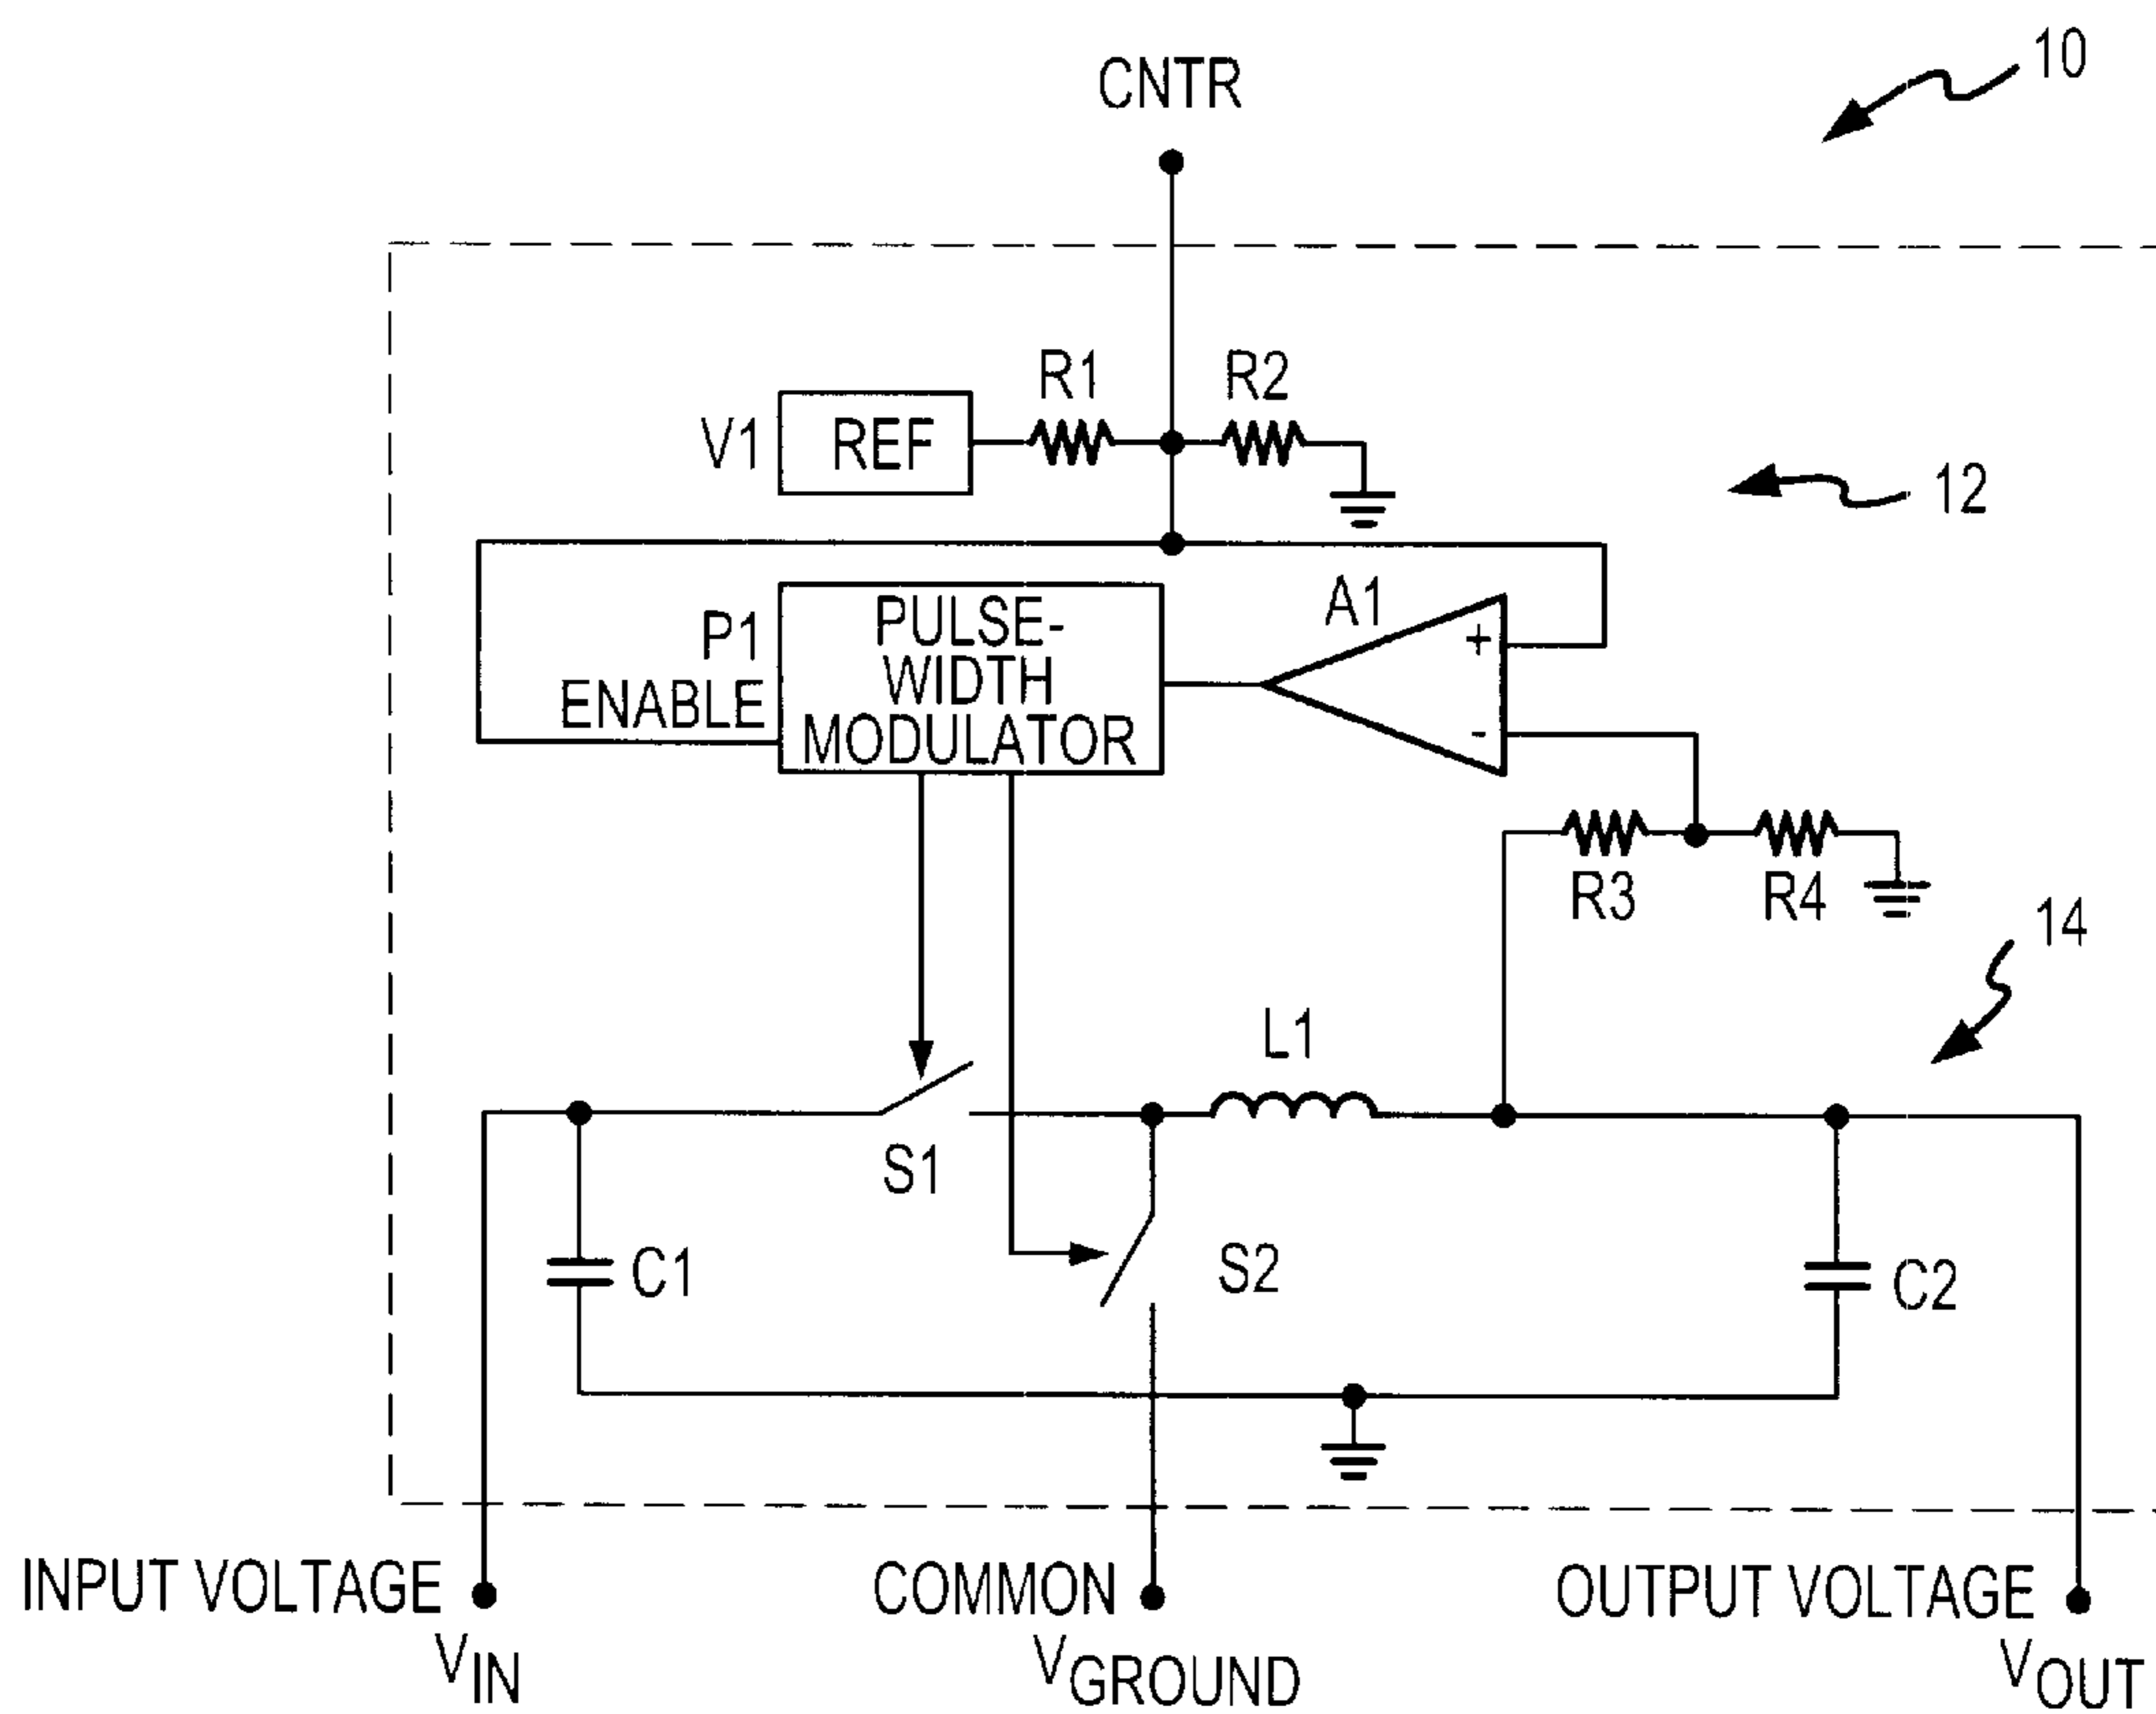 10
CNTR
R1
R2
V1
REF
12
A1
P1
ENABLE
PULSE-
WIDTH
MODULATOR
+
-
R3
R4
14
L1
S1
S2
C1
C2
INPUT VOLTAGE
VIN
COMMON
VGROUND
OUTPUT VOLTAGE
VOUT